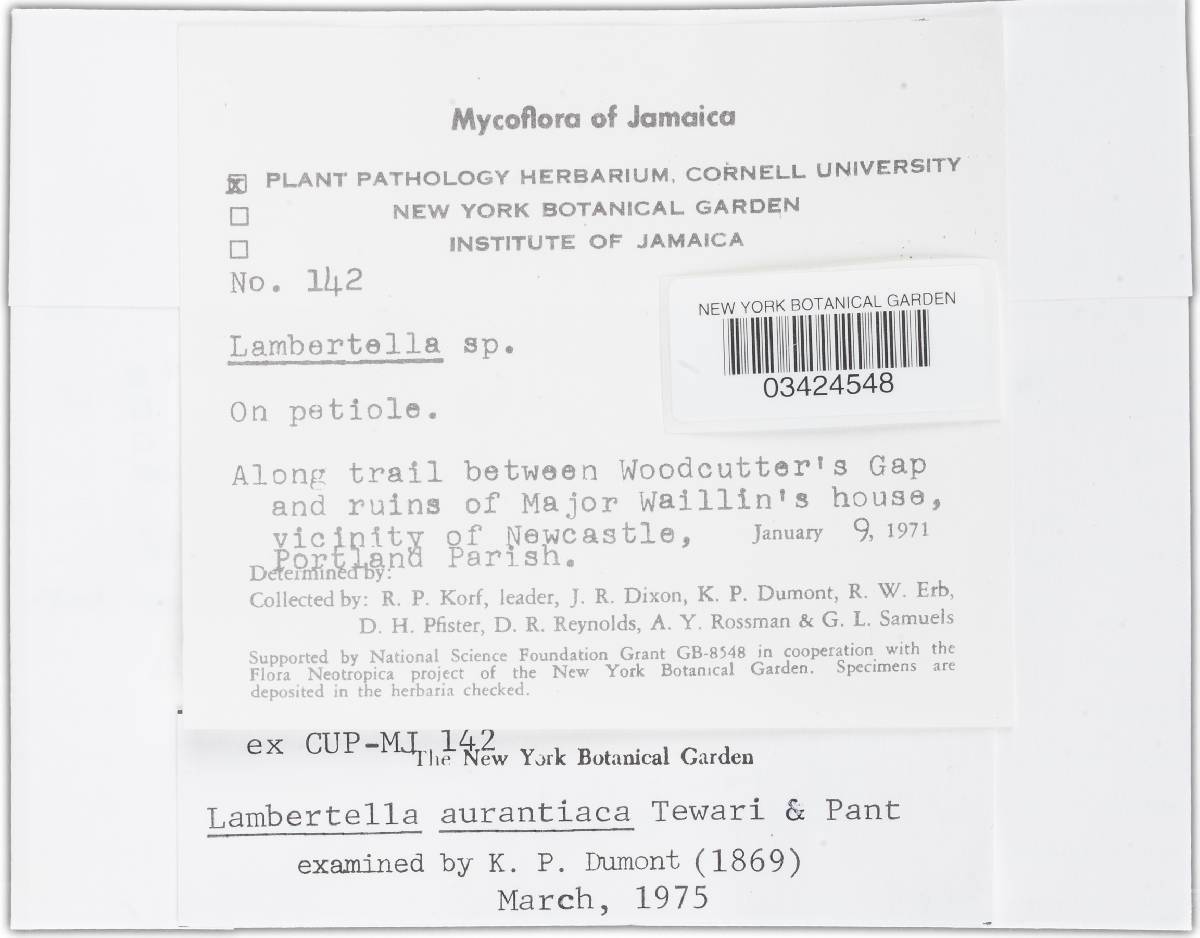 Mycoflora of Jamaica
☒ PLANT PATHOLOGY HERBARIUM, CORNELL UNIVERSITY
☐ NEW YORK BOTANICAL GARDEN
☐ INSTITUTE OF JAMAICA
No. 142
NEW YORK BOTANICAL GARDEN
03424548
Lambertella sp.
On petiole.
Along trail between Woodcutter's Gap
and ruins of Major Waillin's house,
vicinity of Newcastle, January 9, 1971
Portland Parish.
Determined by:
Collected by: R. P. Korf, leader, J. R. Dixon, K. P. Dumont, R. W. Erb,
D. H. Pfister, D. R. Reynolds, A. Y. Rossman & G. L. Samuels
Supported by National Science Foundation Grant GB-8548 in cooperation with the
Flora Neotropica project of the New York Botanical Garden. Specimens are
deposited in the herbaria checked.
ex CUP-MJ 142
The New York Botanical Garden
Lambertella aurantiaca Tewari & Pant
examined by K. P. Dumont (1869)
March, 1975